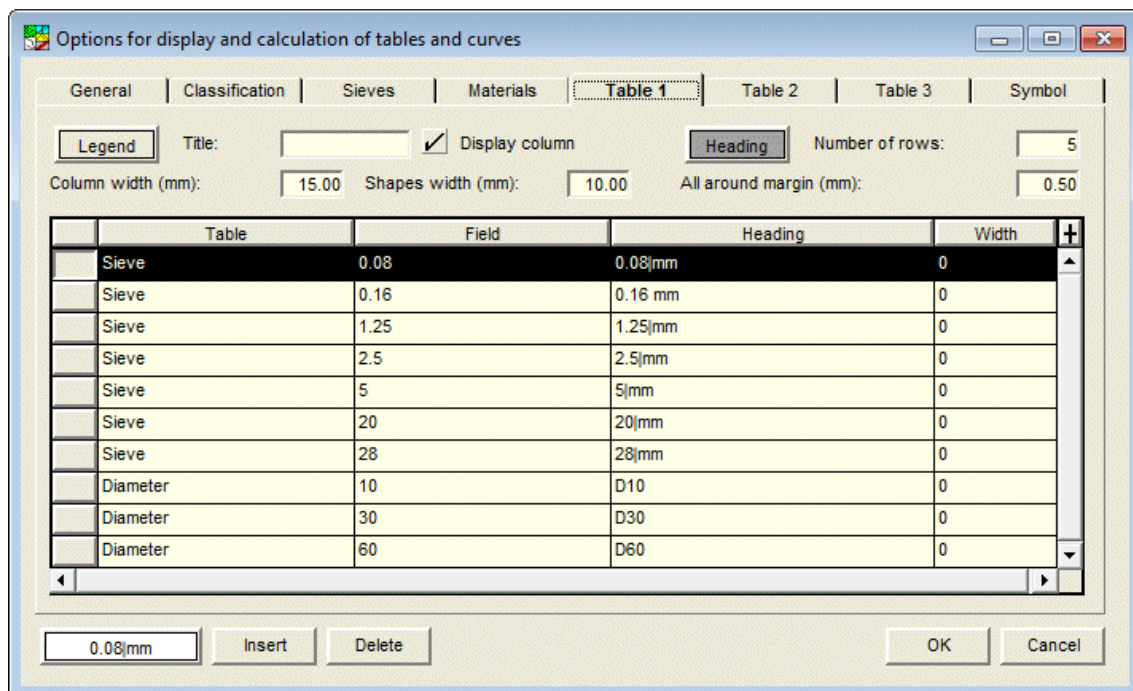 Options for display and calculation of tables and curves
General Classification Sieves Materials Table 1 Table 2 Table 3 Symbol
Legend Title: Display column Heading Number of rows: 5
Column width (mm): 15.00 Shapes width (mm): 10.00 All around margin (mm): 0.50
Table Field Heading Width +
Sieve 0.08 0.08|mm 0
Sieve 0.16 0.16 mm 0
Sieve 1.25 1.25|mm 0
Sieve 2.5 2.5|mm 0
Sieve 5 5|mm 0
Sieve 20 20|mm 0
Sieve 28 28|mm 0
Diameter 10 D10 0
Diameter 30 D30 0
Diameter 60 D60 0
0.08|mm Insert Delete OK Cancel